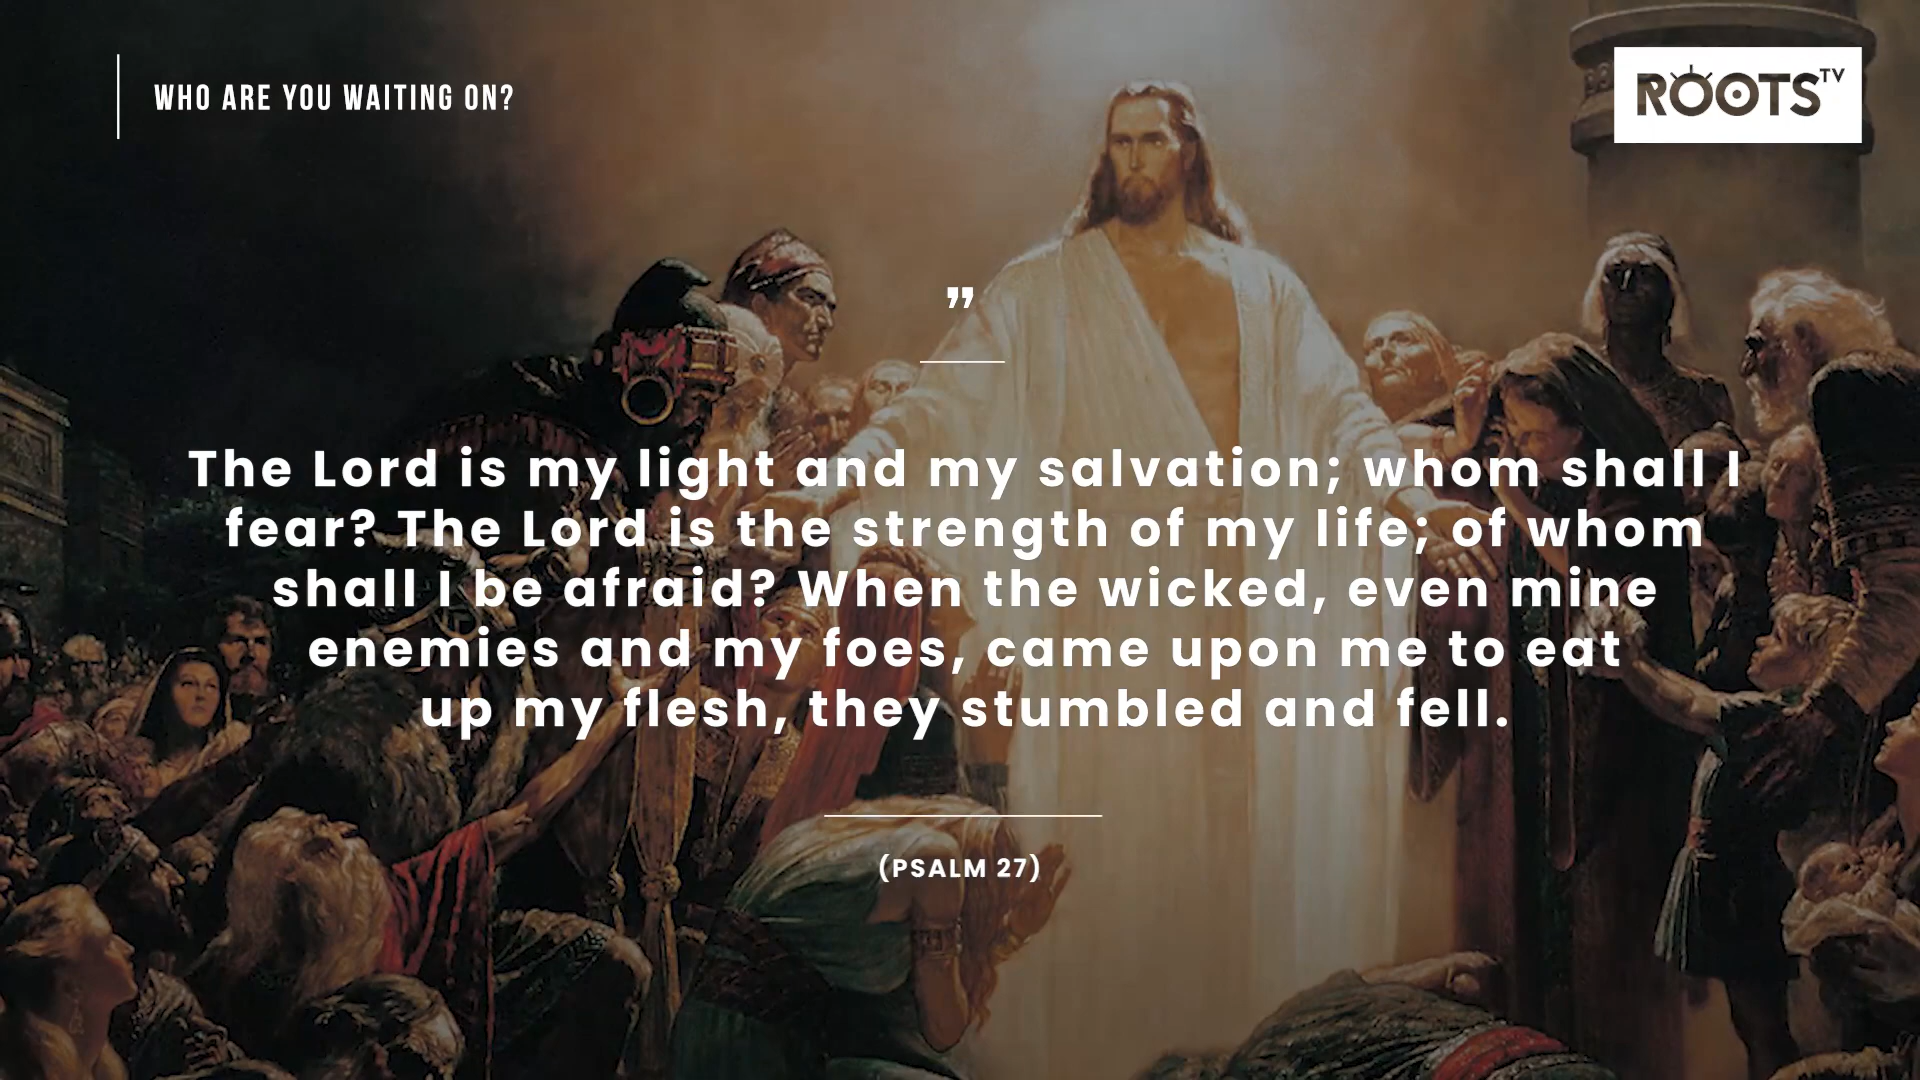 WHO ARE YOU WAITING ON?
ROOTS TV
”
The Lord is my light and my salvation; whom shall I
fear? The Lord is the strength of my life; of whom
shall I be afraid? When the wicked, even mine
enemies and my foes, came upon me to eat
up my flesh, they stumbled and fell.
(PSALM 27)